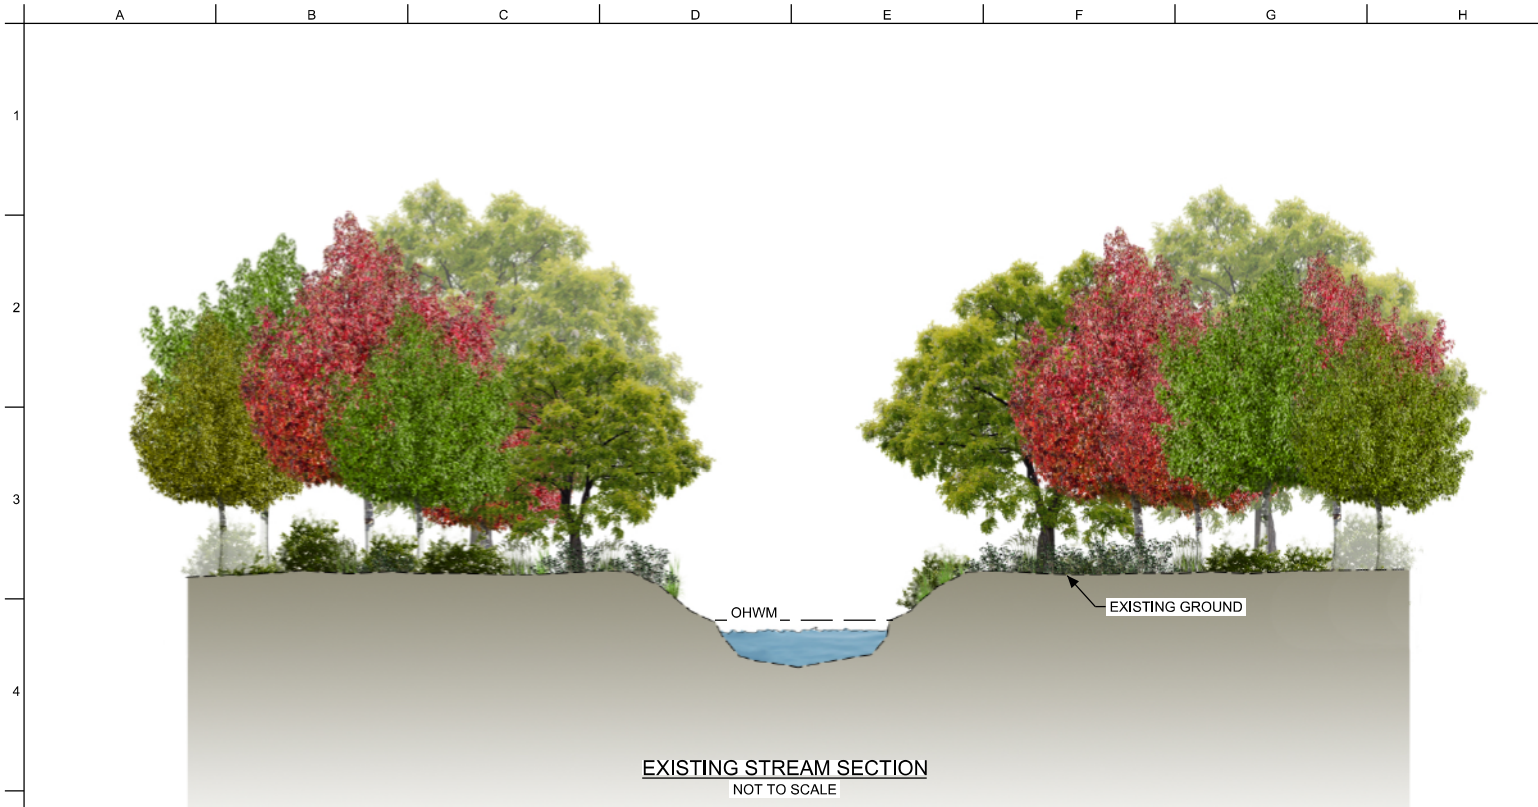 A B C D E F G H
1
2
3
OHWM
EXISTING GROUND
4
EXISTING STREAM SECTION
NOT TO SCALE